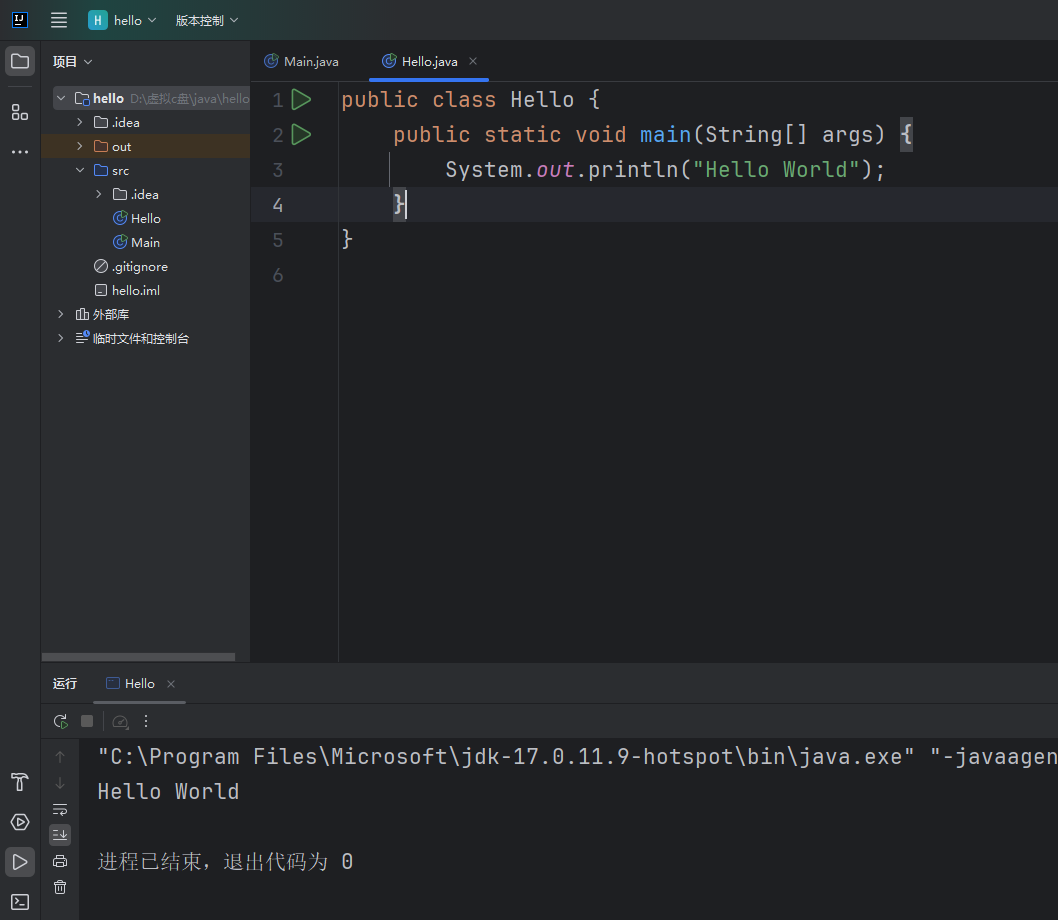 IJ
H hello 版本控制
项目
Main.java Hello.java
hello D:\虚拟c盘\java\hello
.idea
out
src
.idea
Hello
Main
.gitignore
hello.iml
外部库
临时文件和控制台
1 public class Hello {
2 public static void main(String[] args) {
3 System.out.println("Hello World");
4 }
5 }
6
运行 Hello
"C:\Program Files\Microsoft\jdk-17.0.11.9-hotspot\bin\java.exe" "-javaagen
Hello World
进程已结束，退出代码为 0